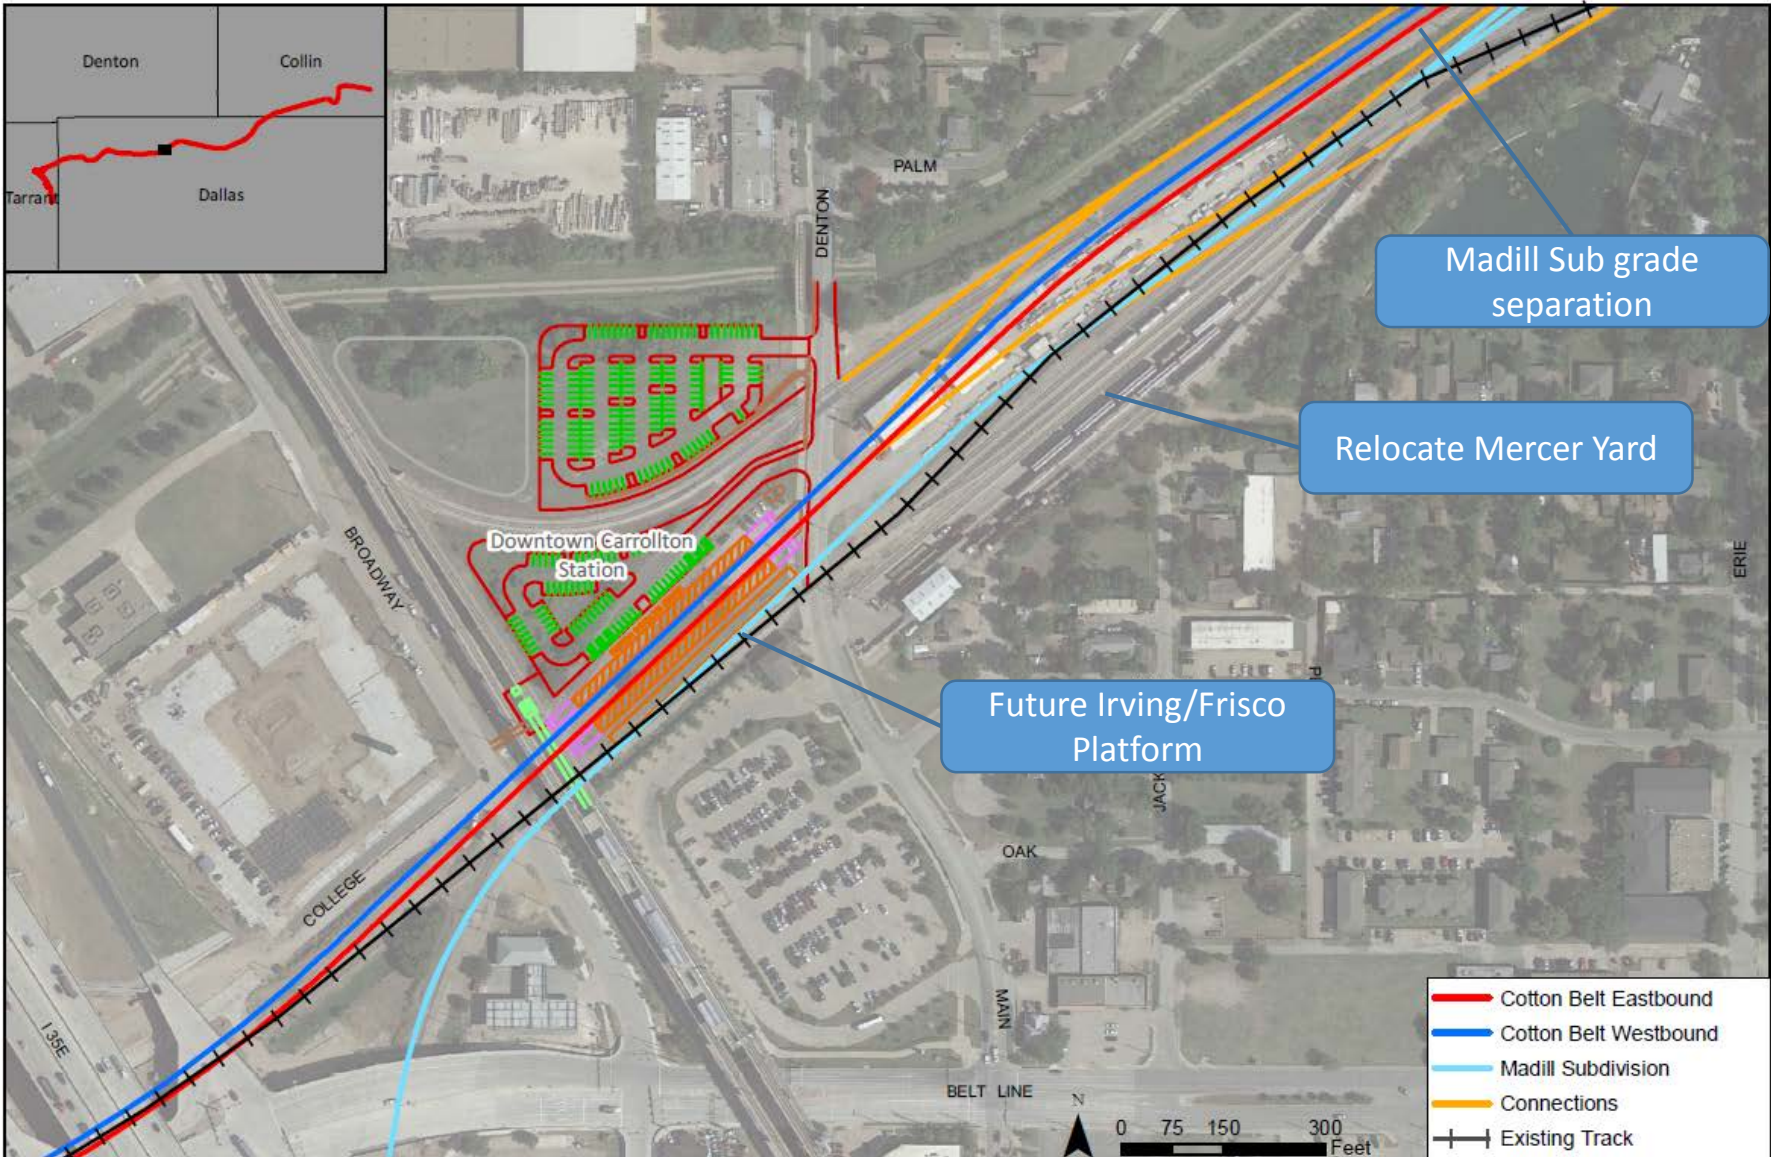 Denton
Collin
Tarrant
Dallas
PALM
DENTON
Madill Sub grade
separation
Relocate Mercer Yard
Downtown Carrollton
Station
BROADWAY
ERIE
Future Irving/Frisco
Platform
JACK
OAK
COLLEGE
MAIN
I 35E
BELT LINE
N
0 75 150 300
Feet
Cotton Belt Eastbound
Cotton Belt Westbound
Madill Subdivision
Connections
Existing Track